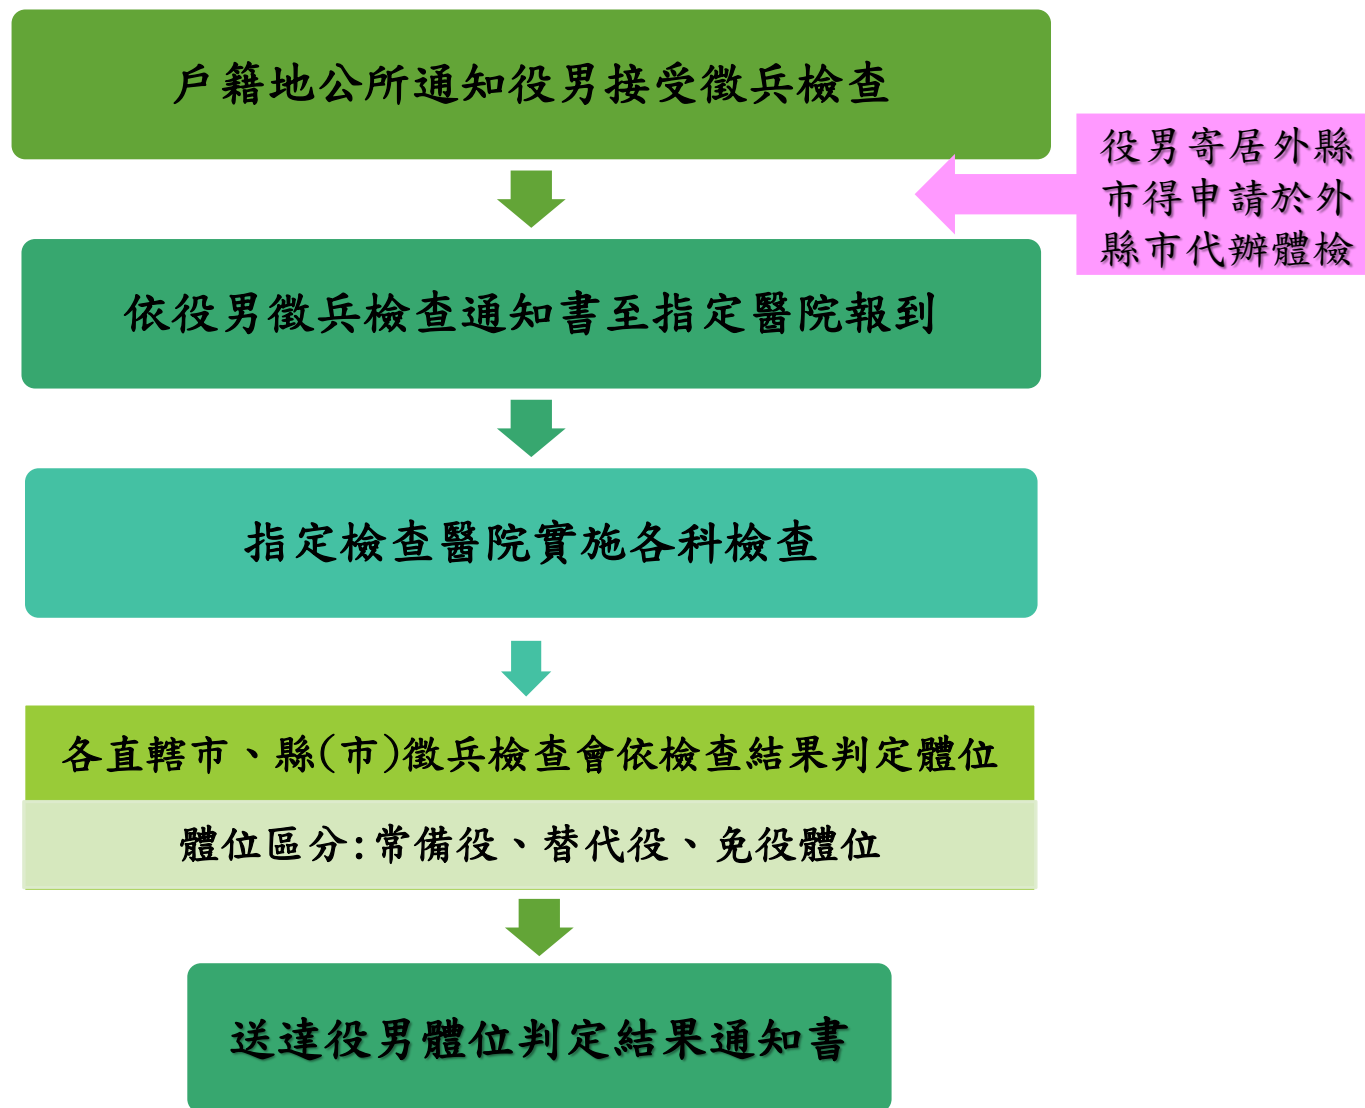 戶籍地公所通知役男接受徵兵檢查
役男寄居外縣
市得申請於外
縣市代辦體檢
依役男徵兵檢查通知書至指定醫院報到
指定檢查醫院實施各科檢查
各直轄市、縣(市)徵兵檢查會依檢查結果判定體位
體位區分:常備役、替代役、免役體位
送達役男體位判定結果通知書